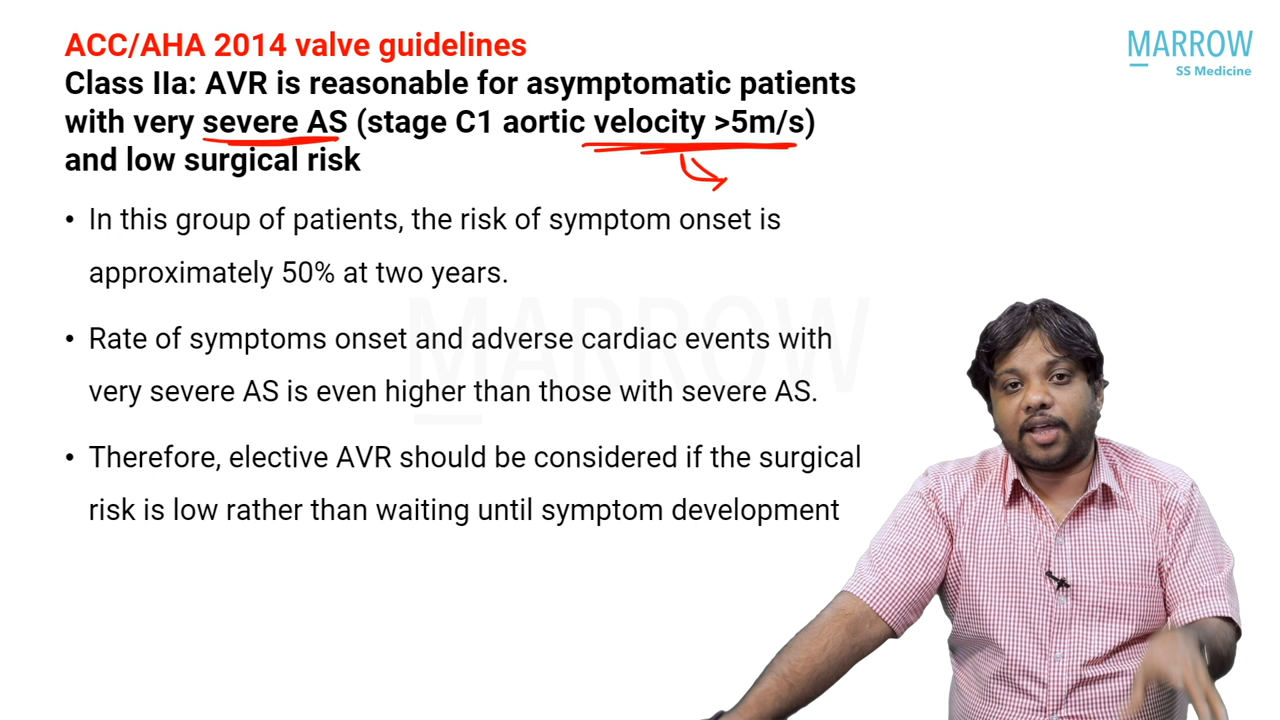 ACC/AHA 2014 valve guidelines
MARROW
SS Medicine
Class IIa: AVR is reasonable for asymptomatic patients
with very severe AS (stage C1 aortic velocity >5m/s)
and low surgical risk
• In this group of patients, the risk of symptom onset is
approximately 50% at two years.
MARROW
• Rate of symptoms onset and adverse cardiac events with
very severe AS is even higher than those with severe AS.
• Therefore, elective AVR should be considered if the surgical
risk is low rather than waiting until symptom development